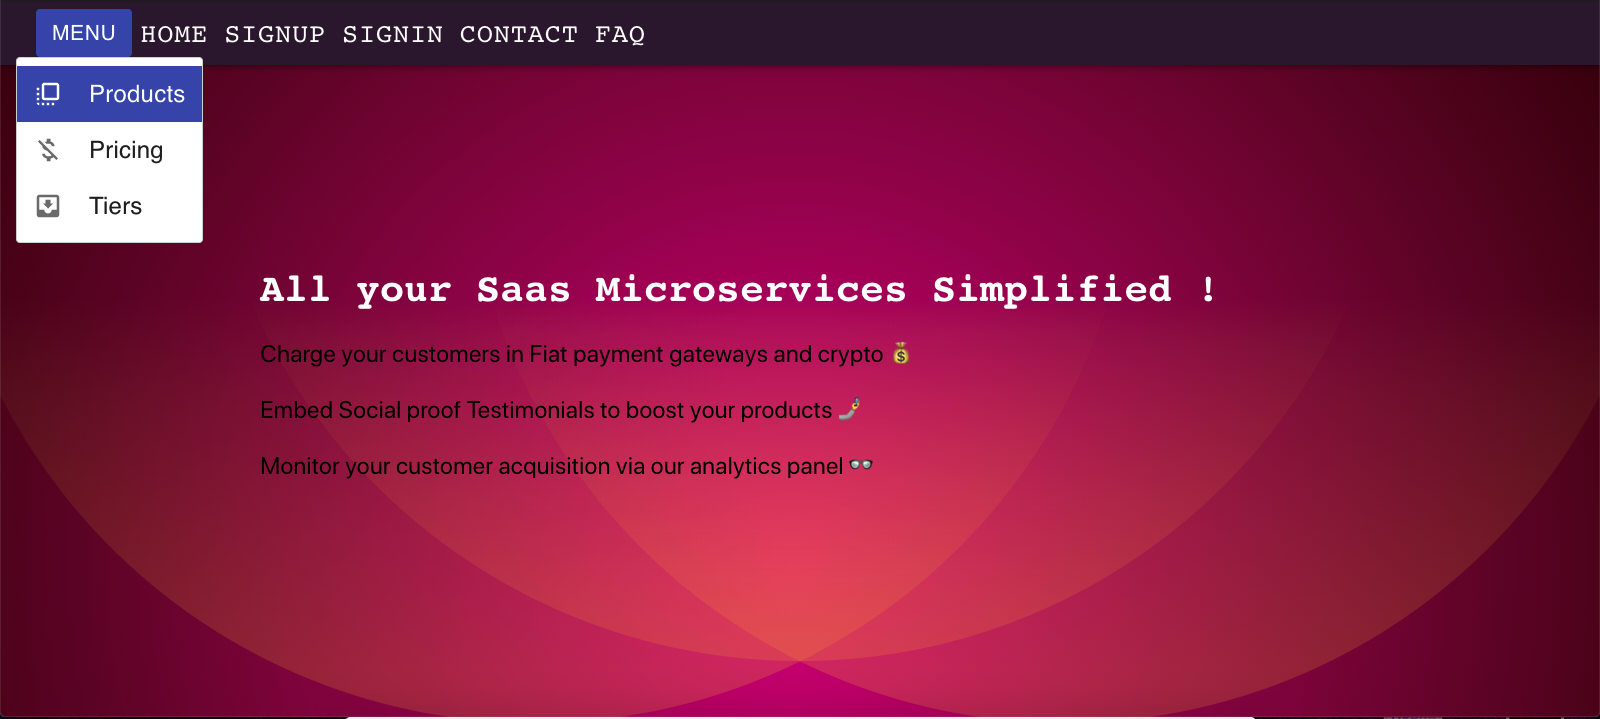 MENU HOME SIGNUP SIGNIN CONTACT FAQ
Products
Pricing
Tiers
All your Saas Microservices Simplified !
Charge your customers in Fiat payment gateways and crypto 💰
Embed Social proof Testimonials to boost your products 🤳
Monitor your customer acquisition via our analytics panel 👓